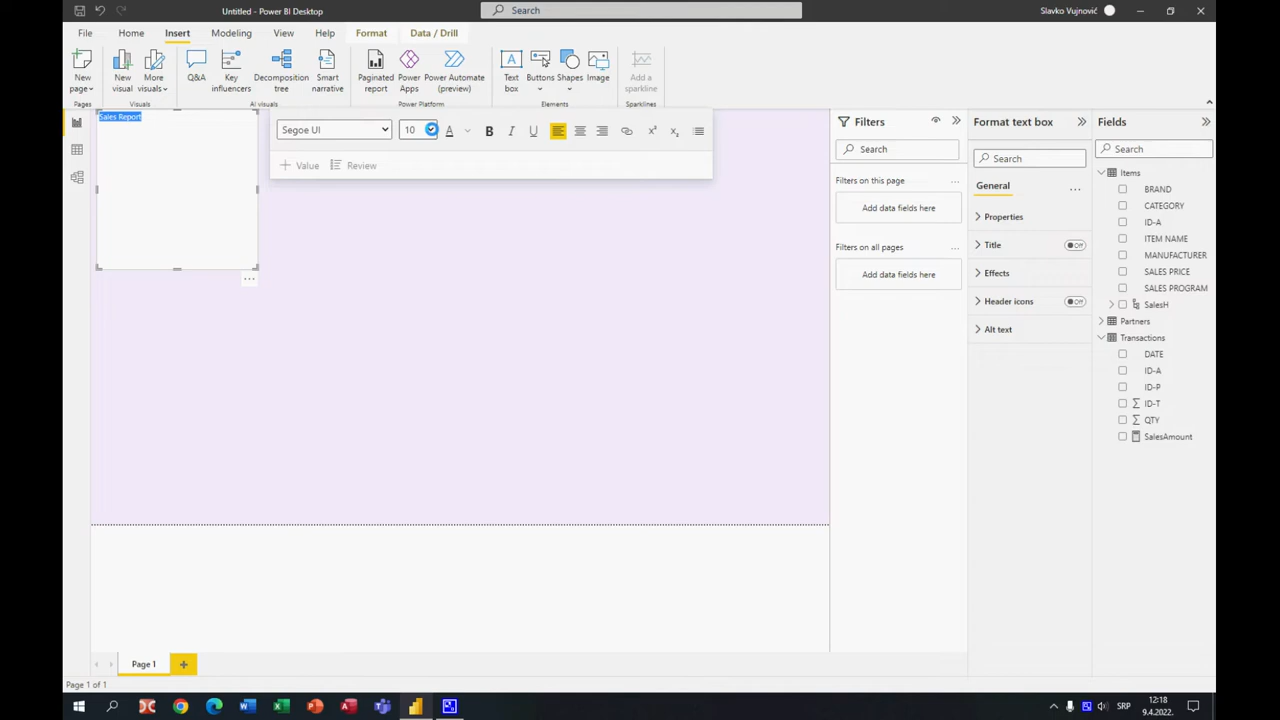 Untitled - Power BI Desktop
Search
Slavko Vujnović
File Home Insert Modeling View Help Format Data / Drill
New page
New visual
More visuals
Q&A
Key influencers
Decomposition tree
Smart narrative
Paginated report
Power Apps
Power Automate (preview)
Text box
Buttons
Shapes
Image
Add a sparkline
Pages
Visuals
AI visuals
Power Platform
Elements
Sparklines
Sales Report
Segoe UI
10
A B I U
Value
Review
Filters
Search
Filters on this page
Add data fields here
Filters on all pages
Add data fields here
Format text box
Search
General
Properties
Title Off
Effects
Header icons Off
Alt text
Fields
Search
Items
BRAND
CATEGORY
ID-A
ITEM NAME
MANUFACTURER
SALES PRICE
SALES PROGRAM
SalesH
Partners
Transactions
DATE
ID-A
ID-P
∑ ID-T
∑ QTY
SalesAmount
Page 1
Page 1 of 1
SRP
12:18
9.4.2022.